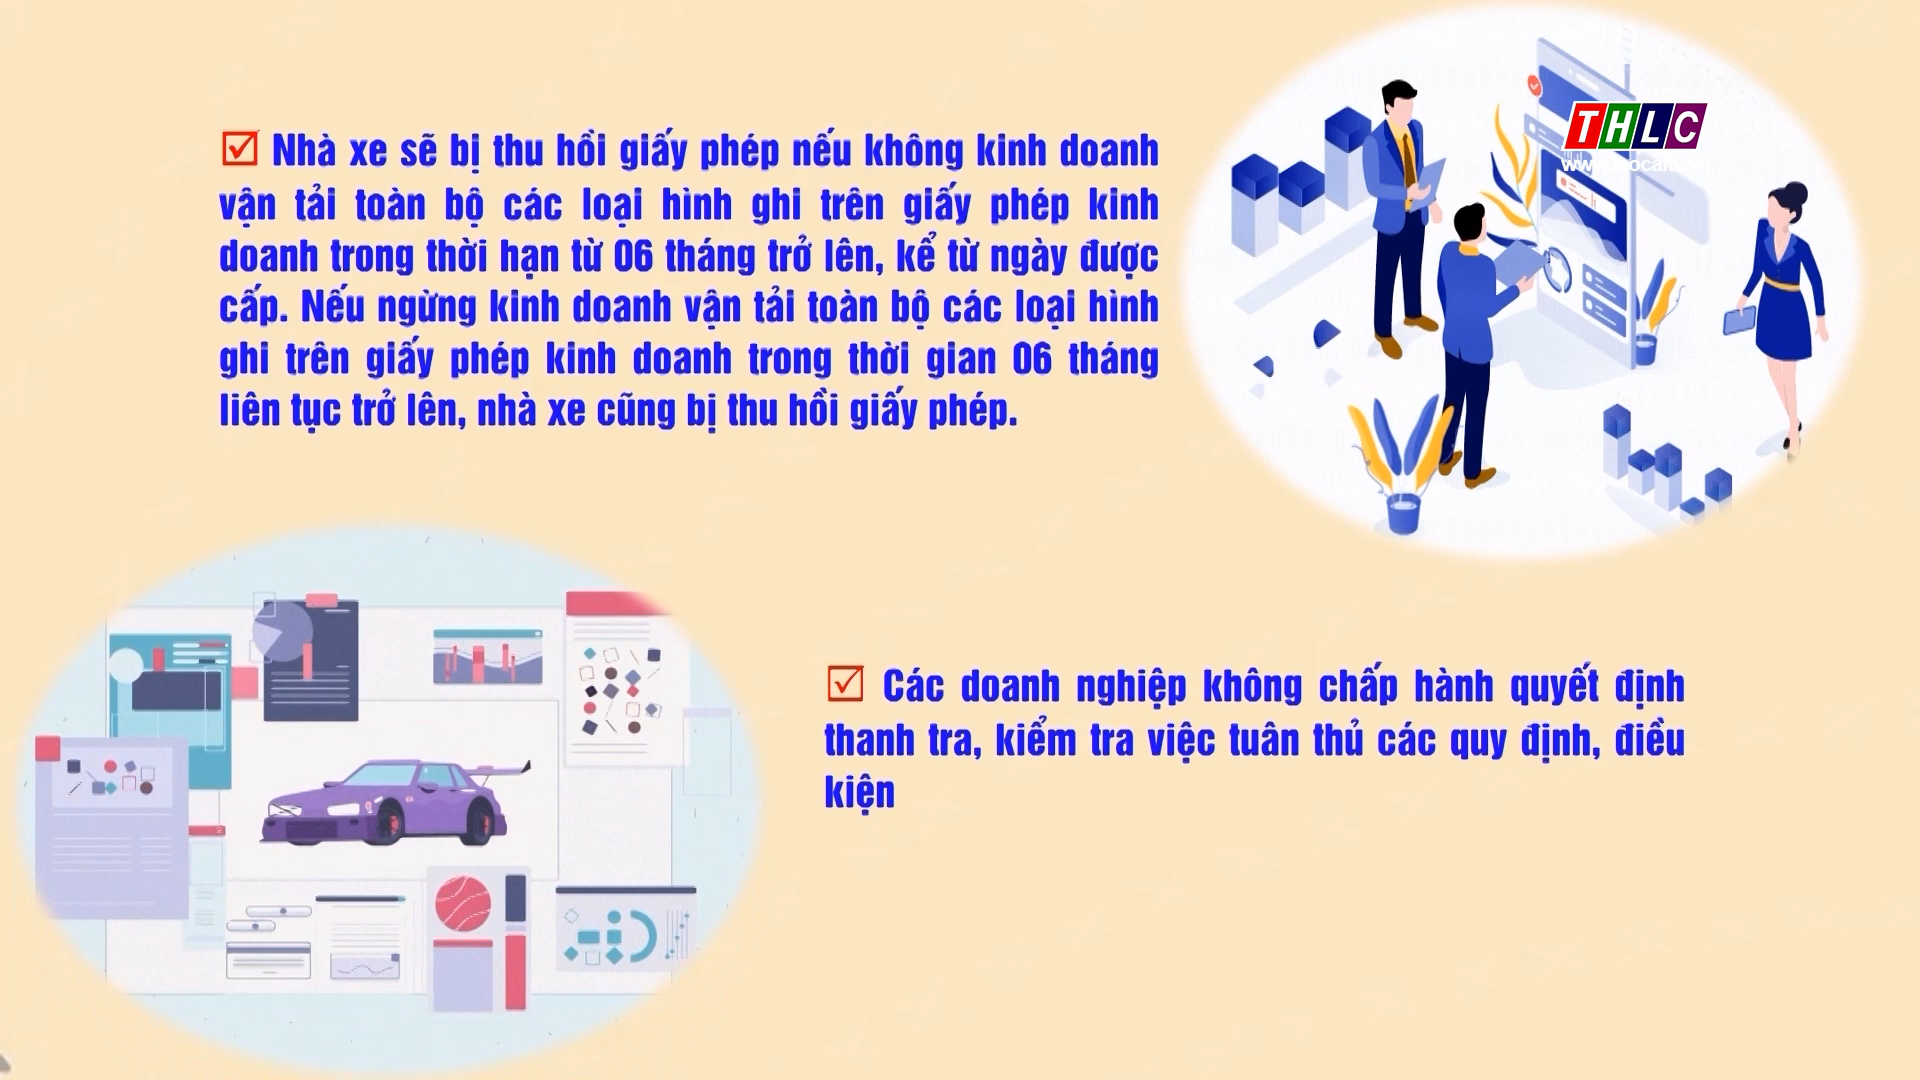 THLC
Nhà xe sẽ bị thu hồi giấy phép nếu không kinh doanh
vận tải toàn bộ các loại hình ghi trên giấy phép kinh
doanh trong thời hạn từ 06 tháng trở lên, kể từ ngày được
cấp. Nếu ngừng kinh doanh vận tải toàn bộ các loại hình
ghi trên giấy phép kinh doanh trong thời gian 06 tháng
liên tục trở lên, nhà xe cũng bị thu hồi giấy phép.
Các doanh nghiệp không chấp hành quyết định
thanh tra, kiểm tra việc tuân thủ các quy định, điều
kiện